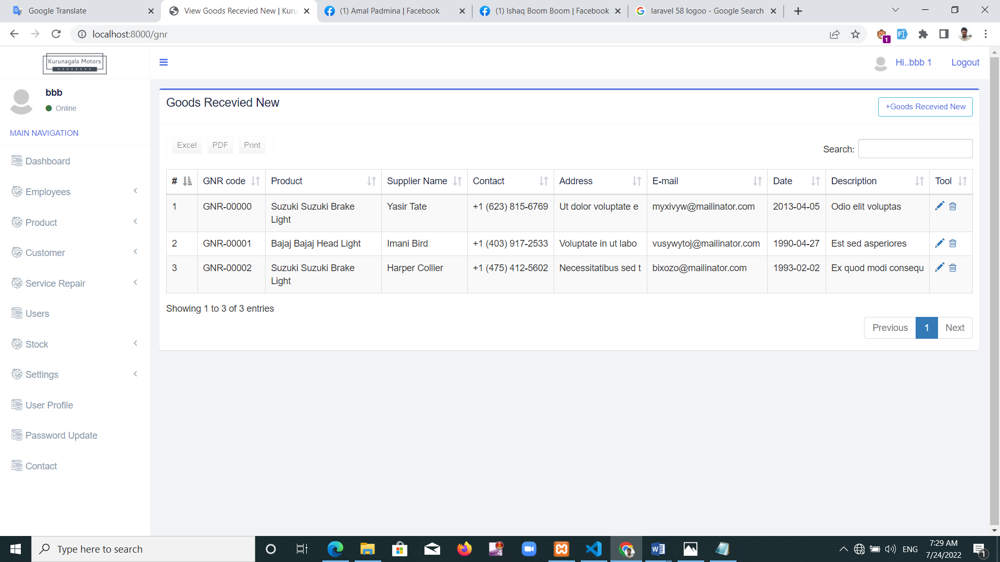 Google Translate
View Goods Recevied New | Kuru
(1) Amal Padmina | Facebook
(1) Ishaq Boom Boom | Facebook
laravel 58 logoo - Google Search
localhost:8000/gnr
1
Kurunagala Motors
Hi..bbb 1
Logout
bbb
Online
MAIN NAVIGATION
Dashboard
Employees
Product
Customer
Service Repair
Users
Stock
Settings
User Profile
Password Update
Contact
Goods Recevied New
+Goods Recevied New
Excel PDF Print
Search:
# GNR code Product Supplier Name Contact Address E-mail Date Description Tool
1 GNR-00000 Suzuki Suzuki Brake Light Yasir Tate +1 (623) 815-6769 Ut dolor voluptate e myxivyw@mailinator.com 2013-04-05 Odio elit voluptas
2 GNR-00001 Bajaj Bajaj Head Light Imani Bird +1 (403) 917-2533 Voluptate in ut labo vusywytoj@mailinator.com 1990-04-27 Est sed asperiores
3 GNR-00002 Suzuki Suzuki Brake Light Harper Collier +1 (475) 412-5602 Necessitatibus sed t bixozo@mailinator.com 1993-02-02 Ex quod modi consequ
Showing 1 to 3 of 3 entries
Previous 1 Next
Type here to search
4
ENG
7:29 AM
7/24/2022
1